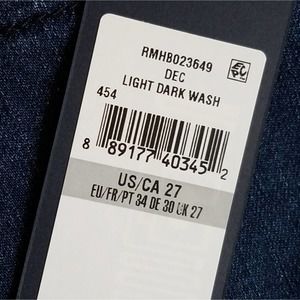 RMHB023649
DEC
LIGHT DARK WASH
454
8 89177 40345 2
US/CA 27
EU/FR/PT 34 DE 30 UK 27